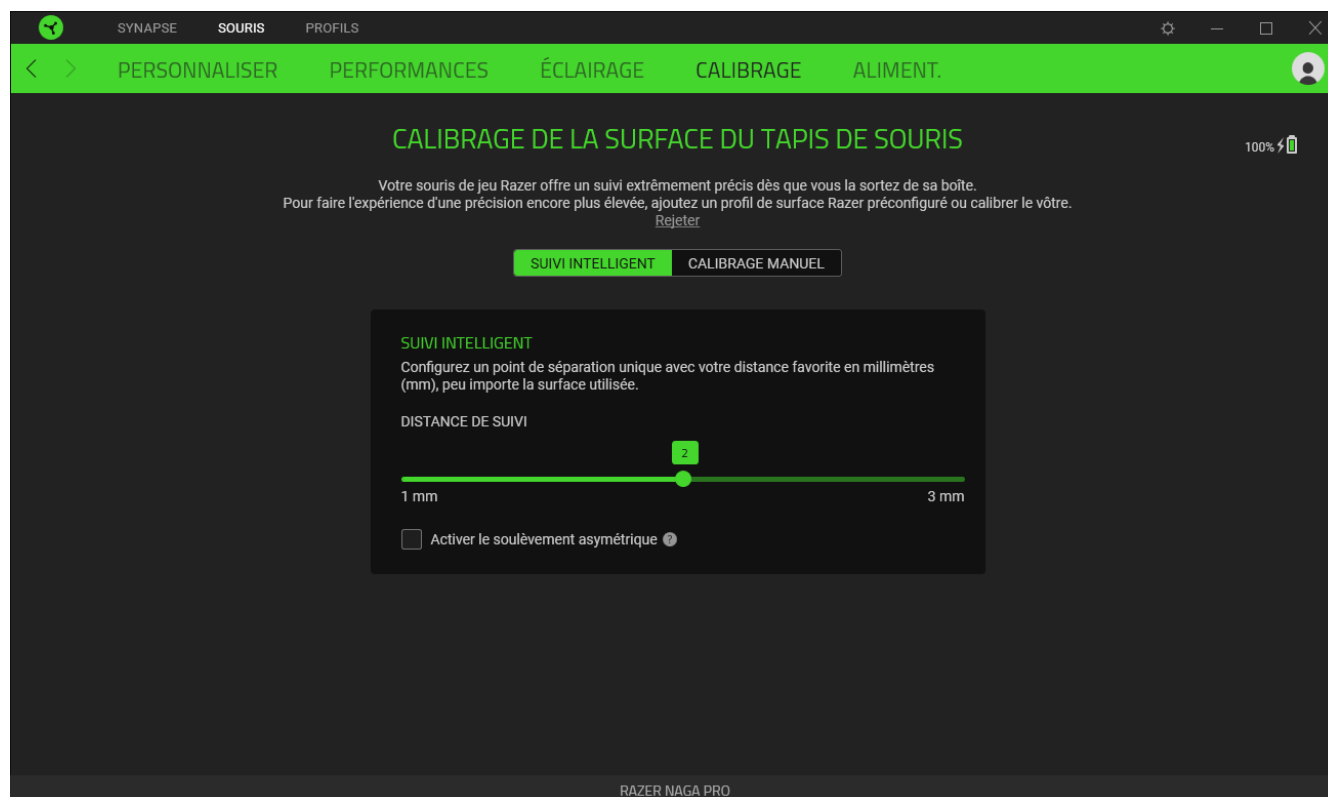 SYNAPSE SOURIS PROFILS
PERSONNALISER PERFORMANCES ÉCLAIRAGE CALIBRAGE ALIMENT.
CALIBRAGE DE LA SURFACE DU TAPIS DE SOURIS
100%
Votre souris de jeu Razer offre un suivi extrêmement précis dès que vous la sortez de sa boîte.
Pour faire l'expérience d'une précision encore plus élevée, ajoutez un profil de surface Razer préconfiguré ou calibrer le vôtre.
Rejeter
SUIVI INTELLIGENT CALIBRAGE MANUEL
SUIVI INTELLIGENT
Configurez un point de séparation unique avec votre distance favorite en millimètres
(mm), peu importe la surface utilisée.
DISTANCE DE SUIVI
2
1 mm 3 mm
Activer le soulèvement asymétrique ?
RAZER NAGA PRO